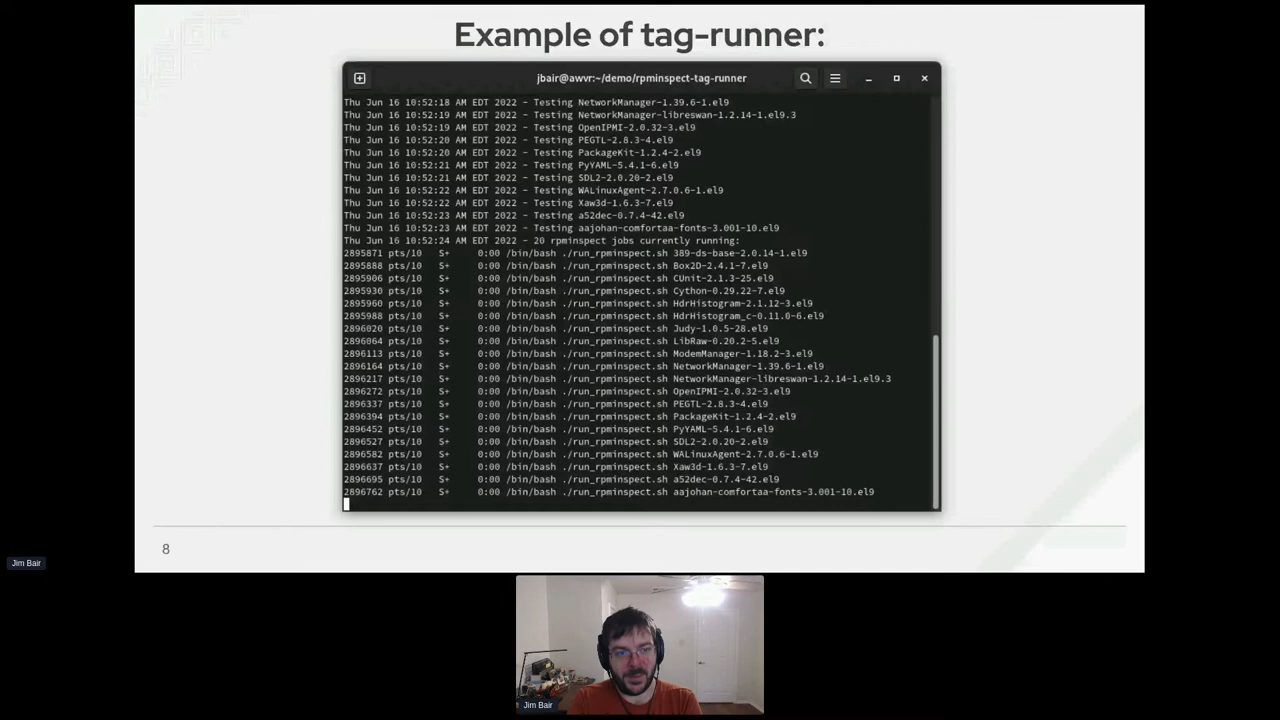 Example of tag-runner:
jbair@awvr:~/demo/rpminspect-tag-runner
Thu Jun 16 10:52:18 AM EDT 2022 - Testing NetworkManager-1.39.6-1.el9
Thu Jun 16 10:52:19 AM EDT 2022 - Testing NetworkManager-libreswan-1.2.14-1.el9.3
Thu Jun 16 10:52:19 AM EDT 2022 - Testing OpenIPMI-2.0.32-3.el9
Thu Jun 16 10:52:20 AM EDT 2022 - Testing PEGTL-2.8.3-4.el9
Thu Jun 16 10:52:20 AM EDT 2022 - Testing PackageKit-1.2.4-2.el9
Thu Jun 16 10:52:21 AM EDT 2022 - Testing PyYAML-5.4.1-6.el9
Thu Jun 16 10:52:21 AM EDT 2022 - Testing SDL2-2.0.20-2.el9
Thu Jun 16 10:52:22 AM EDT 2022 - Testing WALinuxAgent-2.7.0.6-1.el9
Thu Jun 16 10:52:22 AM EDT 2022 - Testing Xaw3d-1.6.3-7.el9
Thu Jun 16 10:52:23 AM EDT 2022 - Testing a52dec-0.7.4-42.el9
Thu Jun 16 10:52:23 AM EDT 2022 - Testing aajohan-comfortaa-fonts-3.001-10.el9
Thu Jun 16 10:52:24 AM EDT 2022 - 20 rpminspect jobs currently running:
2895871 pts/10 S+ 0:00 /bin/bash ./run_rpminspect.sh 389-ds-base-2.0.14-1.el9
2895888 pts/10 S+ 0:00 /bin/bash ./run_rpminspect.sh Box2D-2.4.1-7.el9
2895906 pts/10 S+ 0:00 /bin/bash ./run_rpminspect.sh CUnit-2.1.3-25.el9
2895930 pts/10 S+ 0:00 /bin/bash ./run_rpminspect.sh Cython-0.29.22-7.el9
2895960 pts/10 S+ 0:00 /bin/bash ./run_rpminspect.sh HdrHistogram-2.1.12-3.el9
2895988 pts/10 S+ 0:00 /bin/bash ./run_rpminspect.sh HdrHistogram_c-0.11.0-6.el9
2896020 pts/10 S+ 0:00 /bin/bash ./run_rpminspect.sh Judy-1.0.5-28.el9
2896064 pts/10 S+ 0:00 /bin/bash ./run_rpminspect.sh LibRaw-0.20.2-5.el9
2896113 pts/10 S+ 0:00 /bin/bash ./run_rpminspect.sh ModemManager-1.18.2-3.el9
2896164 pts/10 S+ 0:00 /bin/bash ./run_rpminspect.sh NetworkManager-1.39.6-1.el9
2896217 pts/10 S+ 0:00 /bin/bash ./run_rpminspect.sh NetworkManager-libreswan-1.2.14-1.el9.3
2896272 pts/10 S+ 0:00 /bin/bash ./run_rpminspect.sh OpenIPMI-2.0.32-3.el9
2896337 pts/10 S+ 0:00 /bin/bash ./run_rpminspect.sh PEGTL-2.8.3-4.el9
2896394 pts/10 S+ 0:00 /bin/bash ./run_rpminspect.sh PackageKit-1.2.4-2.el9
2896452 pts/10 S+ 0:00 /bin/bash ./run_rpminspect.sh PyYAML-5.4.1-6.el9
2896527 pts/10 S+ 0:00 /bin/bash ./run_rpminspect.sh SDL2-2.0.20-2.el9
2896582 pts/10 S+ 0:00 /bin/bash ./run_rpminspect.sh WALinuxAgent-2.7.0.6-1.el9
2896637 pts/10 S+ 0:00 /bin/bash ./run_rpminspect.sh Xaw3d-1.6.3-7.el9
2896695 pts/10 S+ 0:00 /bin/bash ./run_rpminspect.sh a52dec-0.7.4-42.el9
2896762 pts/10 S+ 0:00 /bin/bash ./run_rpminspect.sh aajohan-comfortaa-fonts-3.001-10.el9
8
Jim Bair
Jim Bair